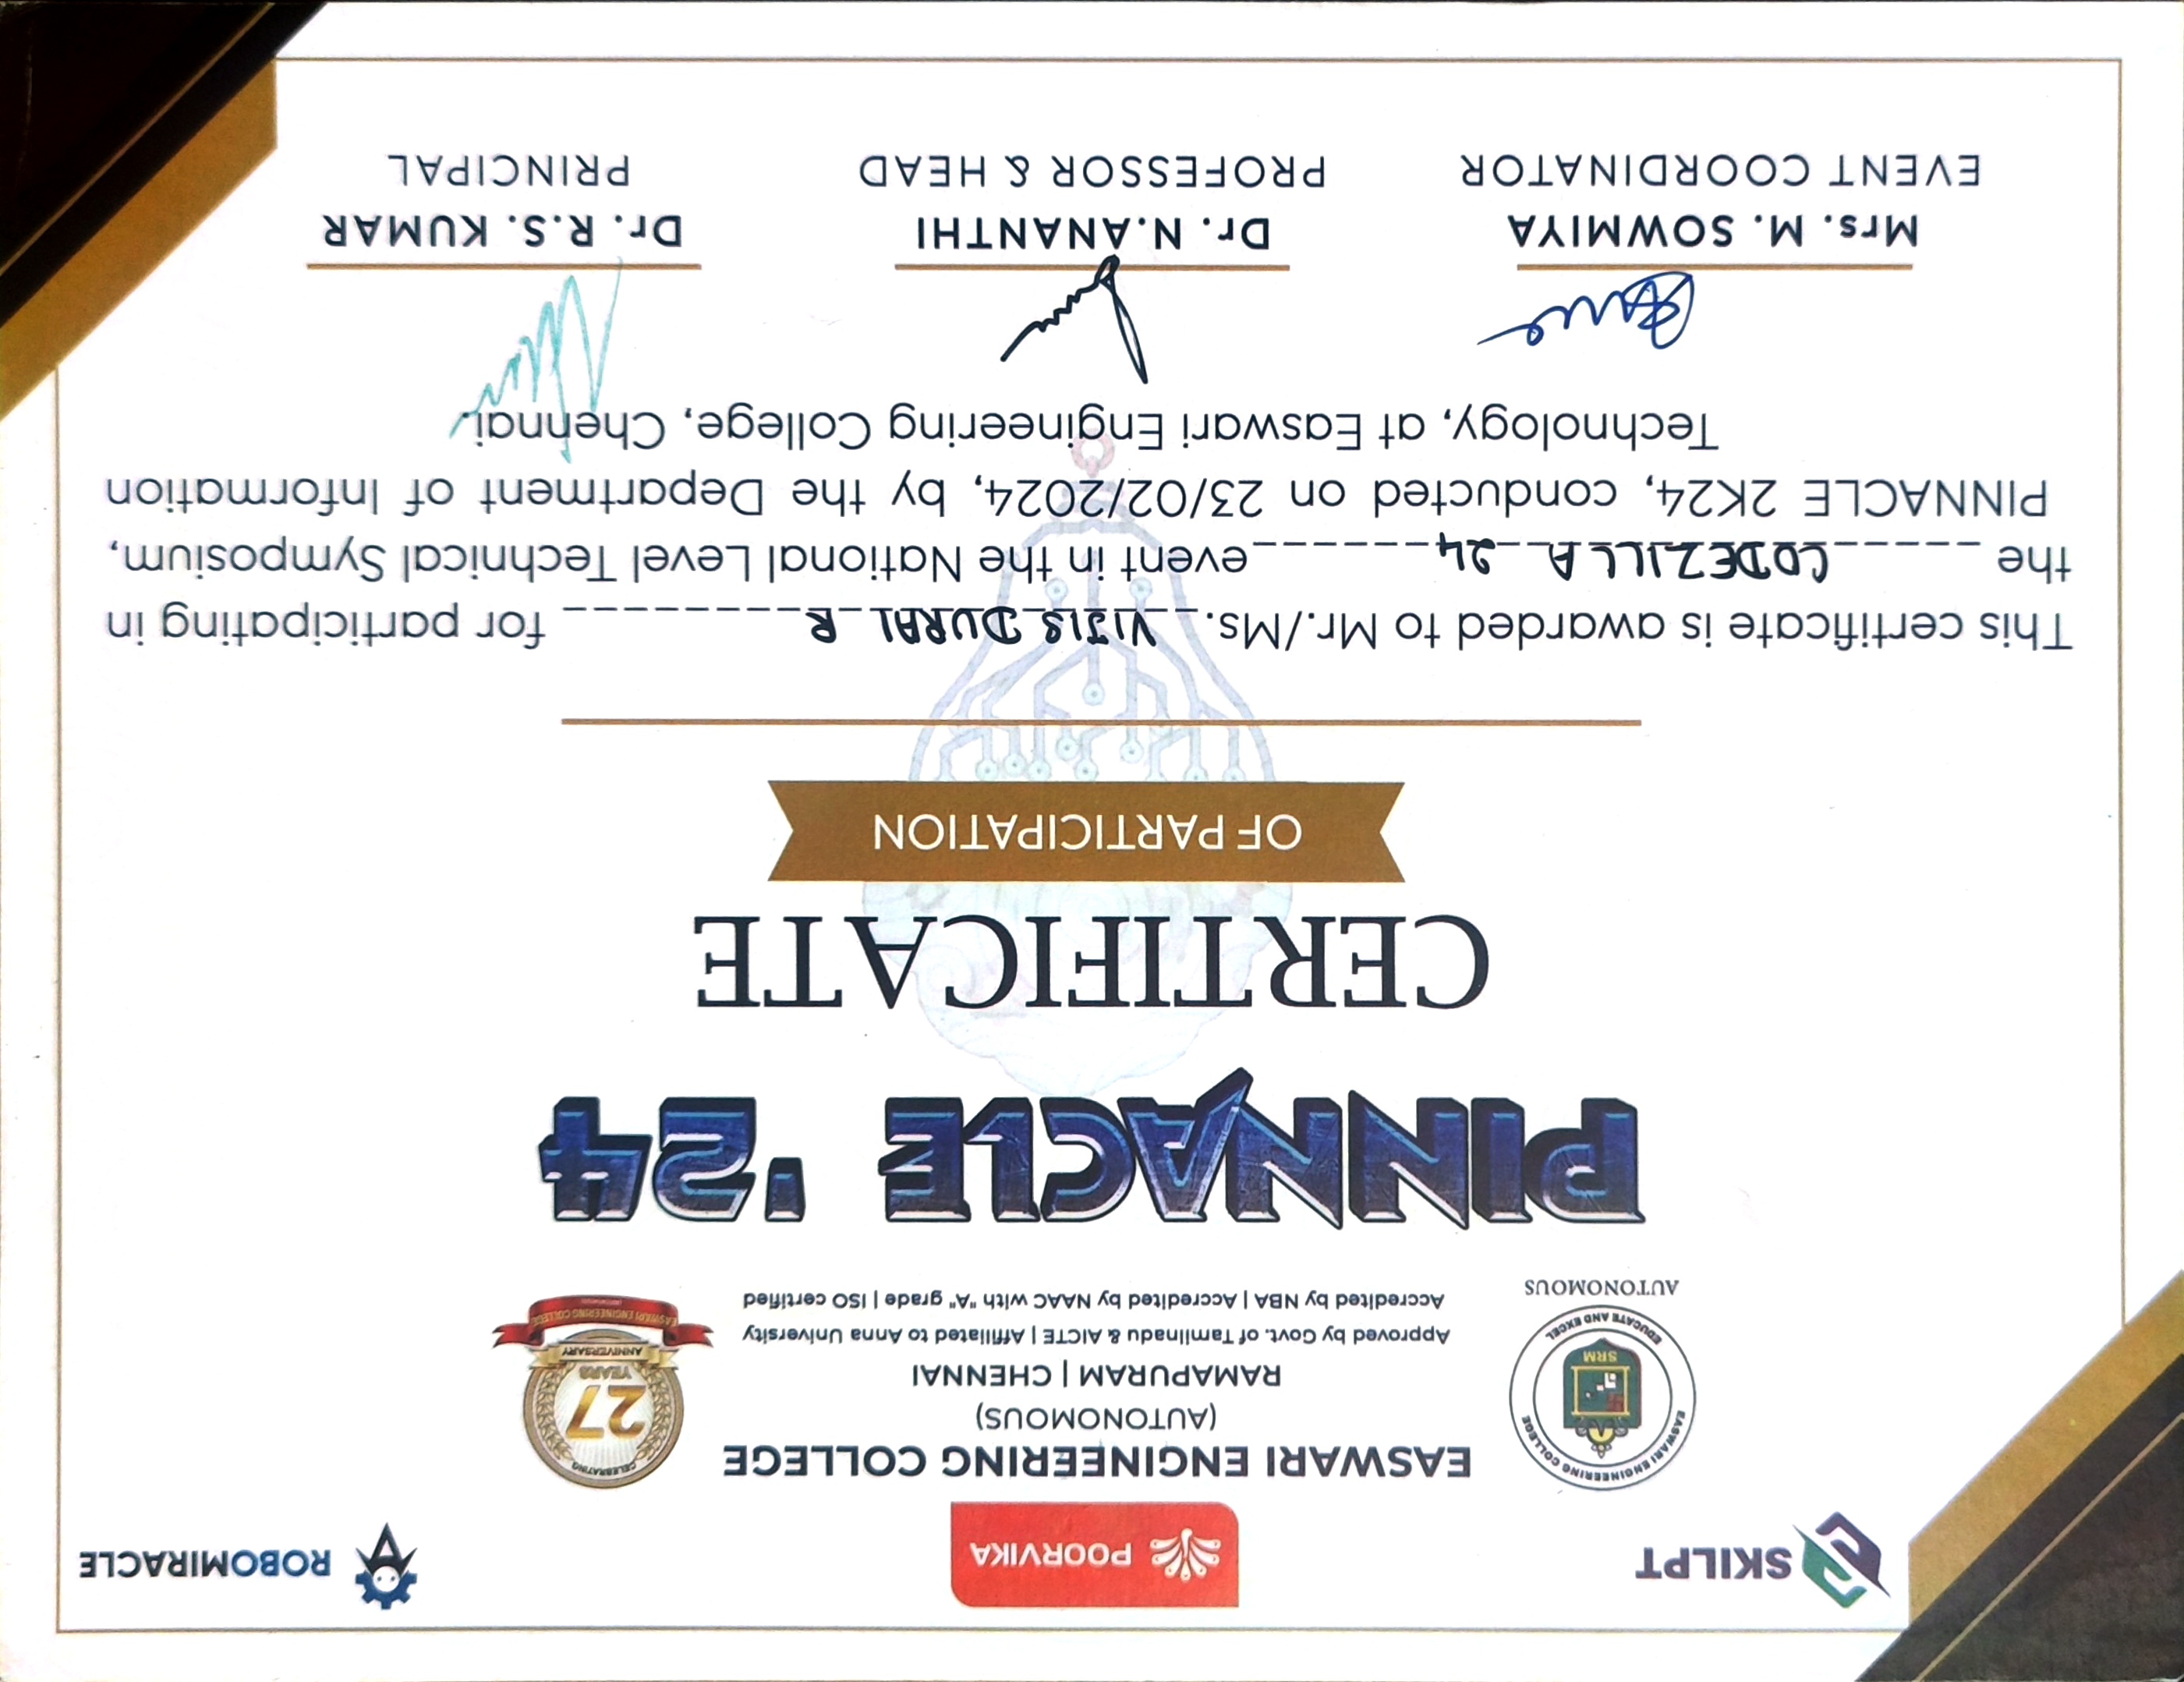 SKILPT
POORVIKA
ROBOMIRACLE
EASWARI ENGINEERING COLLEGE
EDUCATE AND EXCEL
SRM
AUTONOMOUS
EASWARI ENGINEERING COLLEGE
(AUTONOMOUS)
RAMAPURAM | CHENNAI
Approved by Govt. of Tamilnadu & AICTE | Affiliated to Anna University
Accredited by NBA | Accredited by NAAC with "A" grade | ISO certified
CELEBRATING
27
YEARS
ANNIVERSARY
EASWARI ENGINEERING COLLEGE
PINNACLE '24
CERTIFICATE
OF PARTICIPATION
This certificate is awarded to Mr./Ms. VIJIS DURAI R for participating in
the CODEZILLA 24 event in the National Level Technical Symposium,
PINNACLE 2K24, conducted on 23/02/2024, by the Department of Information
Technology, at Easwari Engineering College, Chennai.
Mrs. M. SOWMIYA
EVENT COORDINATOR
Dr. N.ANANTHI
PROFESSOR & HEAD
Dr. R.S. KUMAR
PRINCIPAL